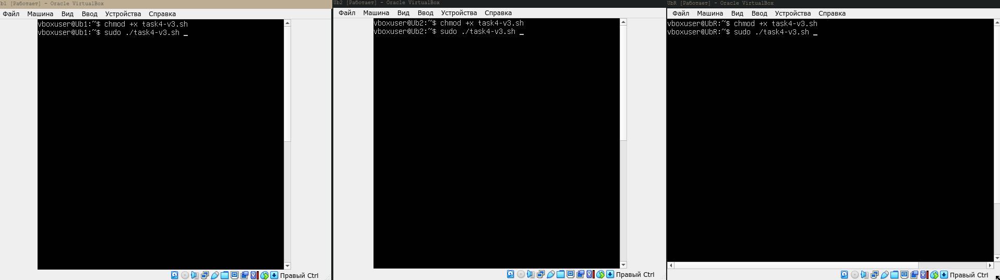 b1 [Работает] - Oracle VirtualBox
Файл Машина Вид Ввод Устройства Справка
vboxuser@Ub1:~$ chmod +x task4-v3.sh
vboxuser@Ub1:~$ sudo ./task4-v3.sh _
Правый Ctrl
Ub2 [Работает] - Oracle VirtualBox
Файл Машина Вид Ввод Устройства Справка
vboxuser@Ub2:~$ chmod +x task4-v3.sh
vboxuser@Ub2:~$ sudo ./task4-v3.sh _
Правый Ctrl
UbR [Работает] - Oracle VirtualBox
Файл Машина Вид Ввод Устройства Справка
vboxuser@UbR:~$ chmod +x task4-v3.sh
vboxuser@UbR:~$ sudo ./task4-v3.sh _
Правый Ctrl